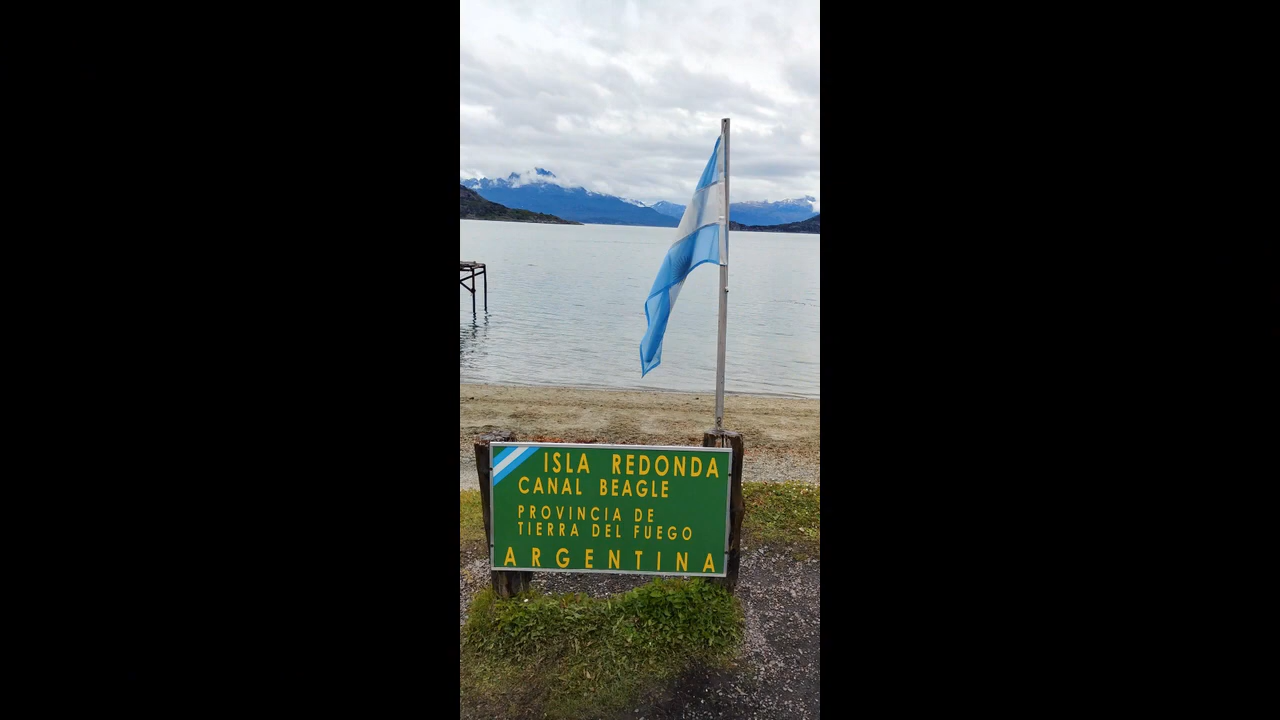 ISLA REDONDA
CANAL BEAGLE
PROVINCIA DE
TIERRA DEL FUEGO
ARGENTINA